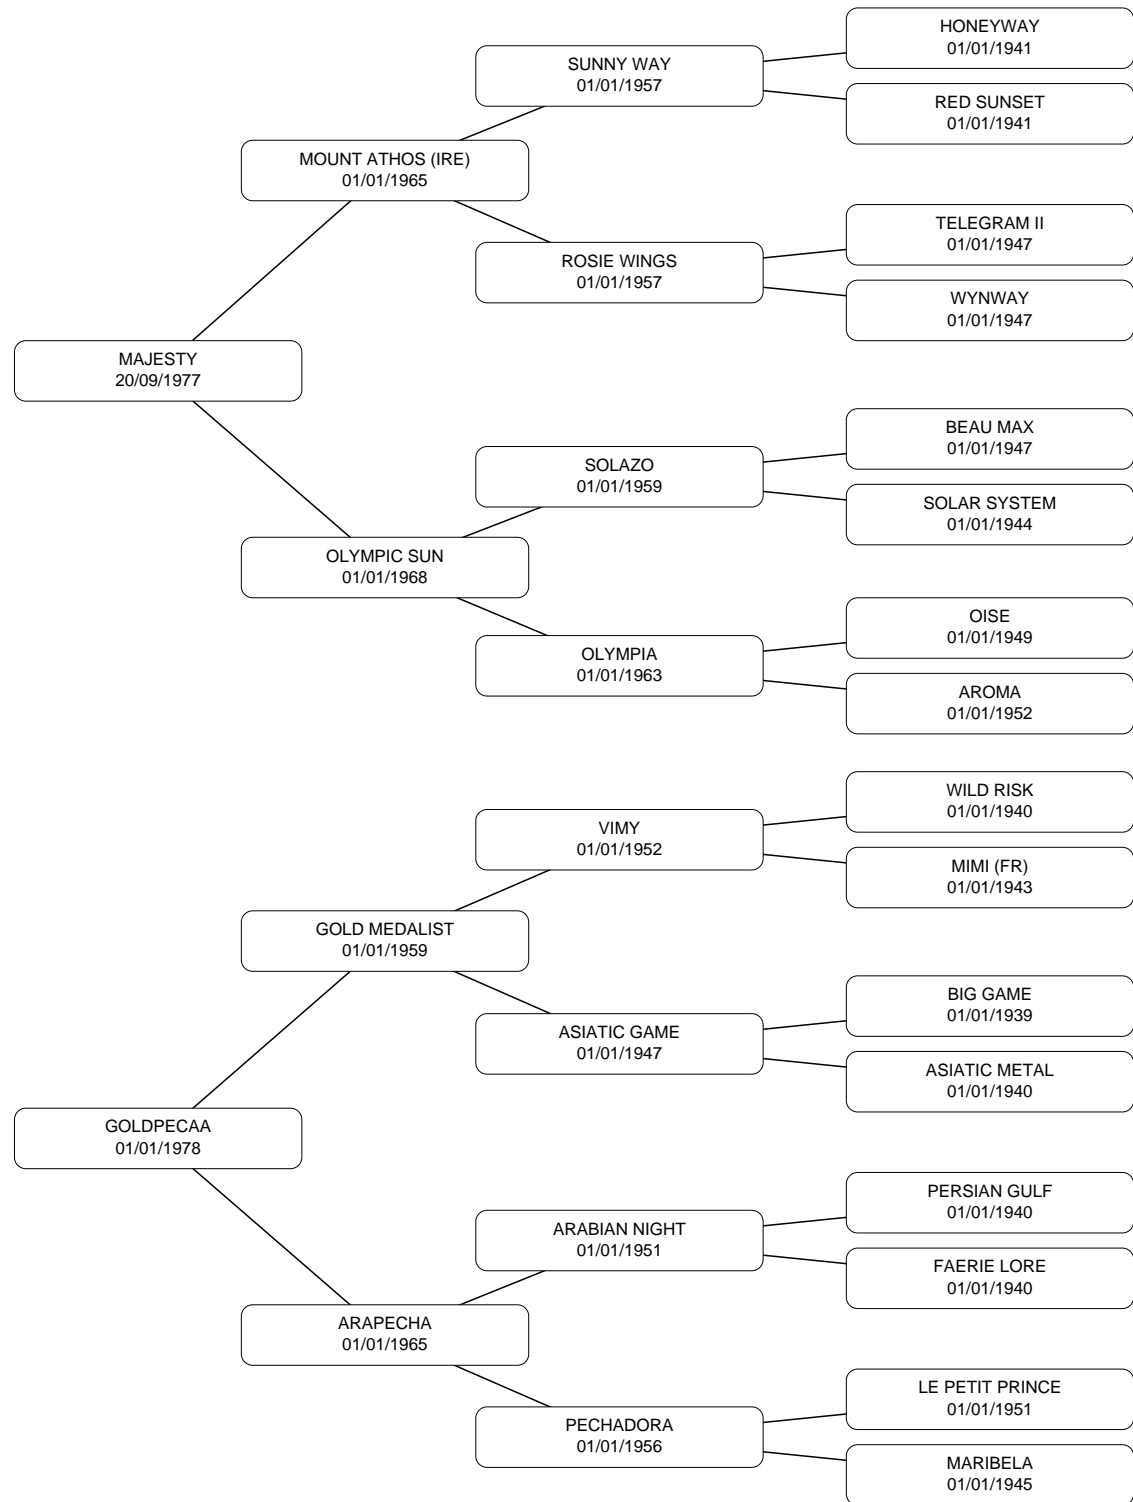 HONEYWAY
01/01/1941
SUNNY WAY
01/01/1957
RED SUNSET
01/01/1941
MOUNT ATHOS (IRE)
01/01/1965
TELEGRAM II
01/01/1947
ROSIE WINGS
01/01/1957
WYNWAY
01/01/1947
MAJESTY
20/09/1977
BEAU MAX
01/01/1947
SOLAZO
01/01/1959
SOLAR SYSTEM
01/01/1944
OLYMPIC SUN
01/01/1968
OISE
01/01/1949
OLYMPIA
01/01/1963
AROMA
01/01/1952
WILD RISK
01/01/1940
VIMY
01/01/1952
MIMI (FR)
01/01/1943
GOLD MEDALIST
01/01/1959
BIG GAME
01/01/1939
ASIATIC GAME
01/01/1947
ASIATIC METAL
01/01/1940
GOLDPECAA
01/01/1978
PERSIAN GULF
01/01/1940
ARABIAN NIGHT
01/01/1951
FAERIE LORE
01/01/1940
ARAPECHA
01/01/1965
LE PETIT PRINCE
01/01/1951
PECHADORA
01/01/1956
MARIBELA
01/01/1945